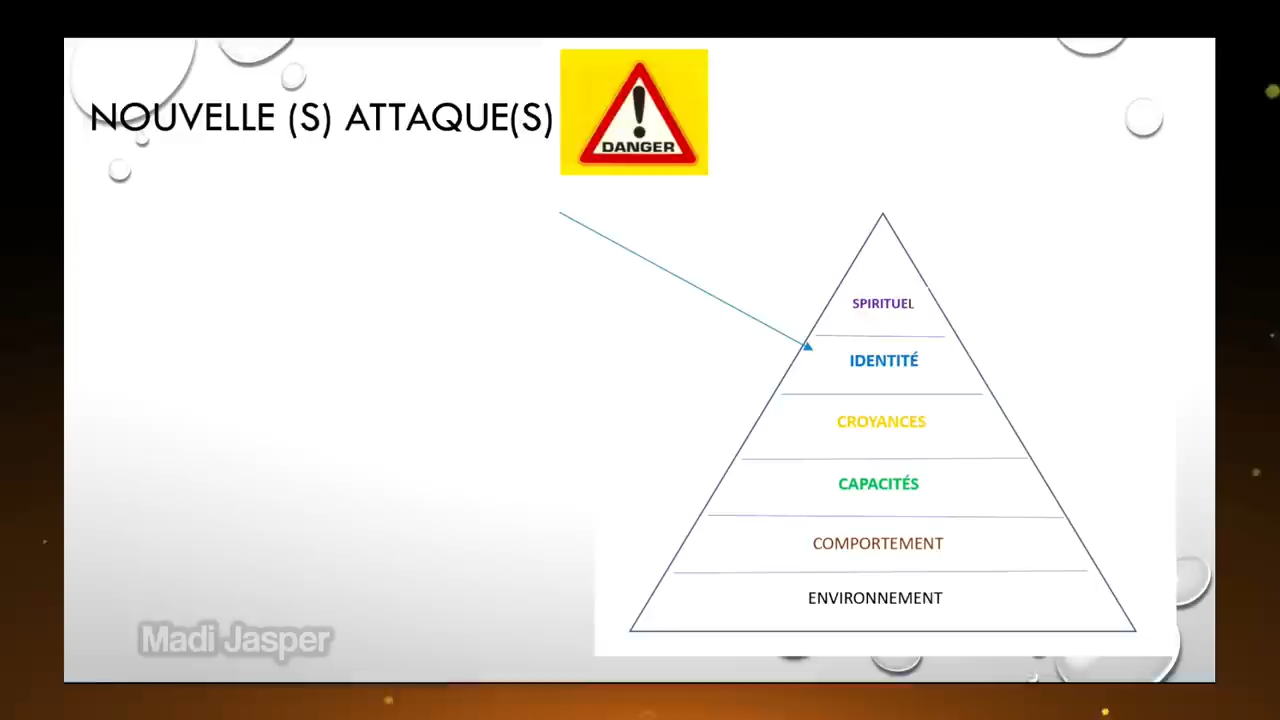 NOUVELLE (S) ATTAQUE(S)
DANGER
SPIRITUEL
IDENTITÉ
CROYANCES
CAPACITÉS
COMPORTEMENT
ENVIRONNEMENT
Madi Jasper